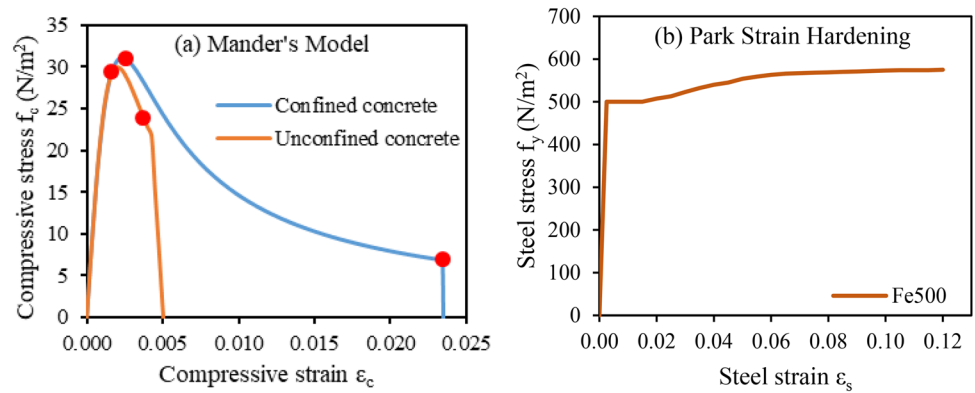 (a) Mander's Model
Compressive stress f_c (N/m²)
35
30
25
20
15
10
5
0
Confined concrete
Unconfined concrete
0.000 0.005 0.010 0.015 0.020 0.025
Compressive strain ε_c
(b) Park Strain Hardening
Steel stress f_y (N/m²)
700
600
500
400
300
200
100
0
Fe500
0.00 0.02 0.04 0.06 0.08 0.10 0.12
Steel strain ε_s